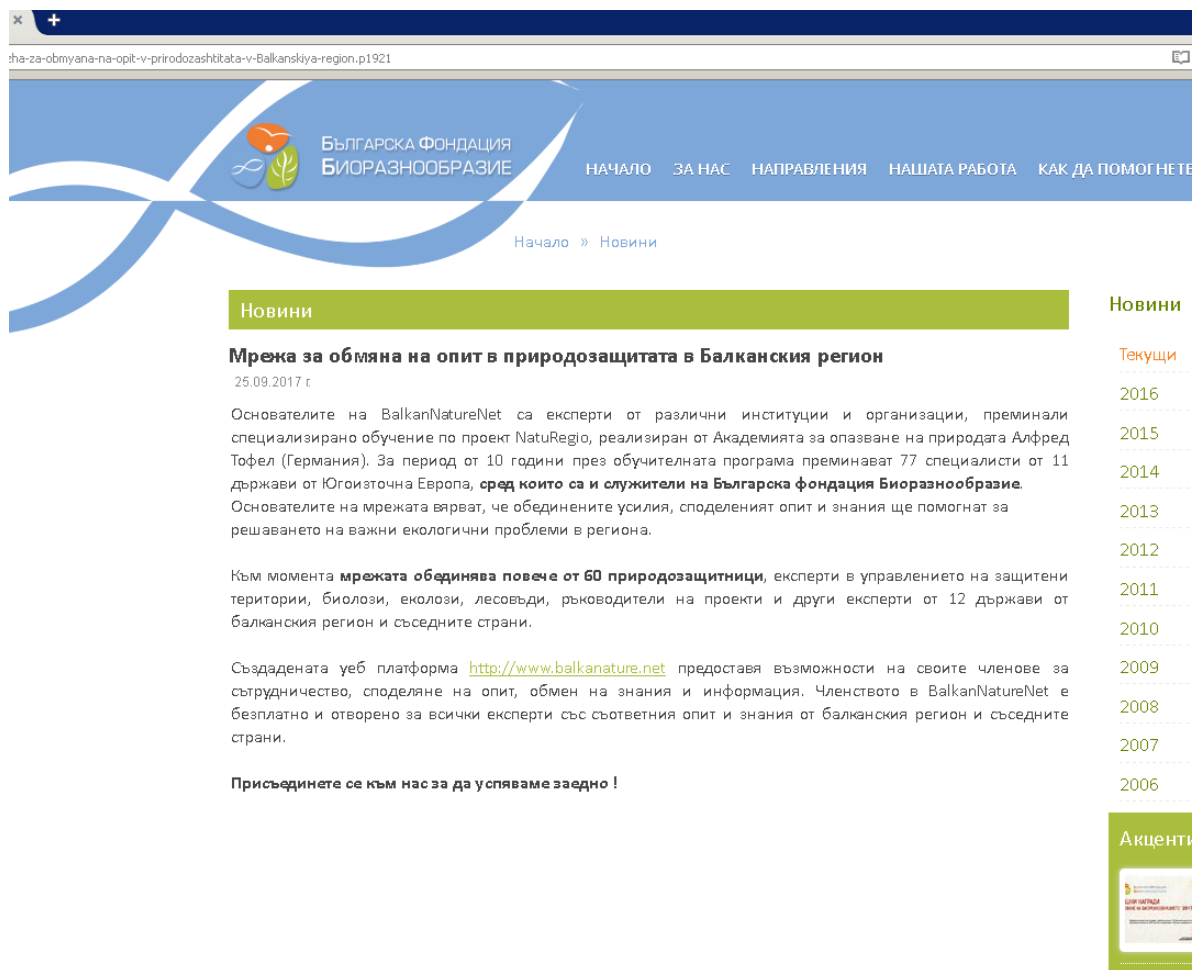 × +
zha-za-obmyana-na-opit-v-prirodozashtitata-v-Balkanskiya-region.p1921
Българска Фондация
Биоразнообразие
НАЧАЛО ЗА НАС НАПРАВЛЕНИЯ НАШАТА РАБОТА КАК ДА ПОМОГНЕТЕ
Начало » Новини
Новини
Мрежа за обмяна на опит в природозащитата в Балканския регион
25.09.2017 г.
Основателите на BalkanNatureNet са експерти от различни институции и организации, преминали
специализирано обучение по проект NatuRegio, реализиран от Академията за опазване на природата Алфред
Тофел (Германия). За период от 10 години през обучителната програма преминават 77 специалисти от 11
държави от Югоизточна Европа, сред които са и служители на Българска фондация Биоразнообразие.
Основателите на мрежата вярват, че обединените усилия, споделеният опит и знания ще помогнат за
решаването на важни екологични проблеми в региона.
Към момента мрежата обединява повече от 60 природозащитници, експерти в управлението на защитени
територии, биолози, еколози, лесовъди, ръководители на проекти и други експерти от 12 държави от
балканския регион и съседните страни.
Създадената уеб платформа http://www.balkanature.net предоставя възможности на своите членове за
сътрудничество, споделяне на опит, обмен на знания и информация. Членството в BalkanNatureNet е
безплатно и отворено за всички експерти със съответния опит и знания от балканския регион и съседните
страни.
Присъединете се към нас за да успяваме заедно !
Новини
Текущи
2016
2015
2014
2013
2012
2011
2010
2009
2008
2007
2006
Акценти